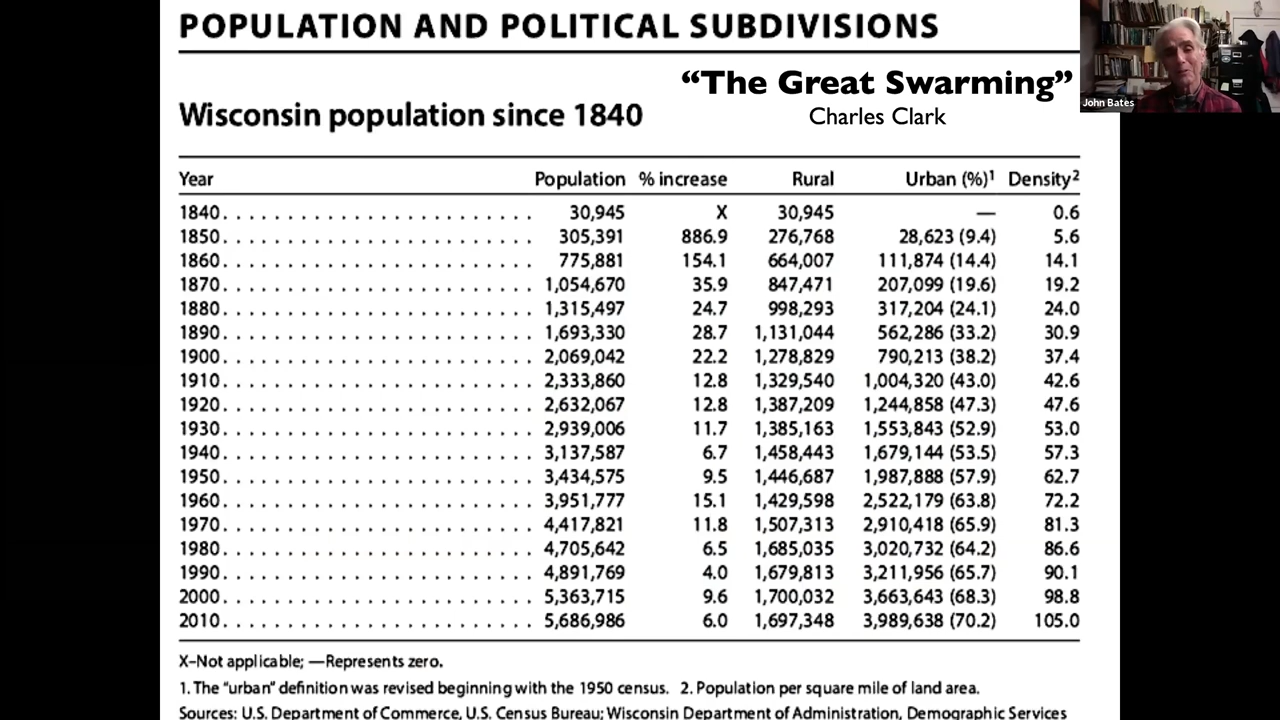 POPULATION AND POLITICAL SUBDIVISIONS
“The Great Swarming”
Charles Clark
John Bates
Wisconsin population since 1840
Year Population % increase Rural Urban (%)¹ Density²
1840 30,945 X 30,945 — 0.6
1850 305,391 886.9 276,768 28,623 (9.4) 5.6
1860 775,881 154.1 664,007 111,874 (14.4) 14.1
1870 1,054,670 35.9 847,471 207,099 (19.6) 19.2
1880 1,315,497 24.7 998,293 317,204 (24.1) 24.0
1890 1,693,330 28.7 1,131,044 562,286 (33.2) 30.9
1900 2,069,042 22.2 1,278,829 790,213 (38.2) 37.4
1910 2,333,860 12.8 1,329,540 1,004,320 (43.0) 42.6
1920 2,632,067 12.8 1,387,209 1,244,858 (47.3) 47.6
1930 2,939,006 11.7 1,385,163 1,553,843 (52.9) 53.0
1940 3,137,587 6.7 1,458,443 1,679,144 (53.5) 57.3
1950 3,434,575 9.5 1,446,687 1,987,888 (57.9) 62.7
1960 3,951,777 15.1 1,429,598 2,522,179 (63.8) 72.2
1970 4,417,821 11.8 1,507,313 2,910,418 (65.9) 81.3
1980 4,705,642 6.5 1,685,035 3,020,732 (64.2) 86.6
1990 4,891,769 4.0 1,679,813 3,211,956 (65.7) 90.1
2000 5,363,715 9.6 1,700,032 3,663,643 (68.3) 98.8
2010 5,686,986 6.0 1,697,348 3,989,638 (70.2) 105.0
X–Not applicable; —Represents zero.
1. The “urban” definition was revised beginning with the 1950 census. 2. Population per square mile of land area.
Sources: U.S. Department of Commerce, U.S. Census Bureau; Wisconsin Department of Administration, Demographic Services